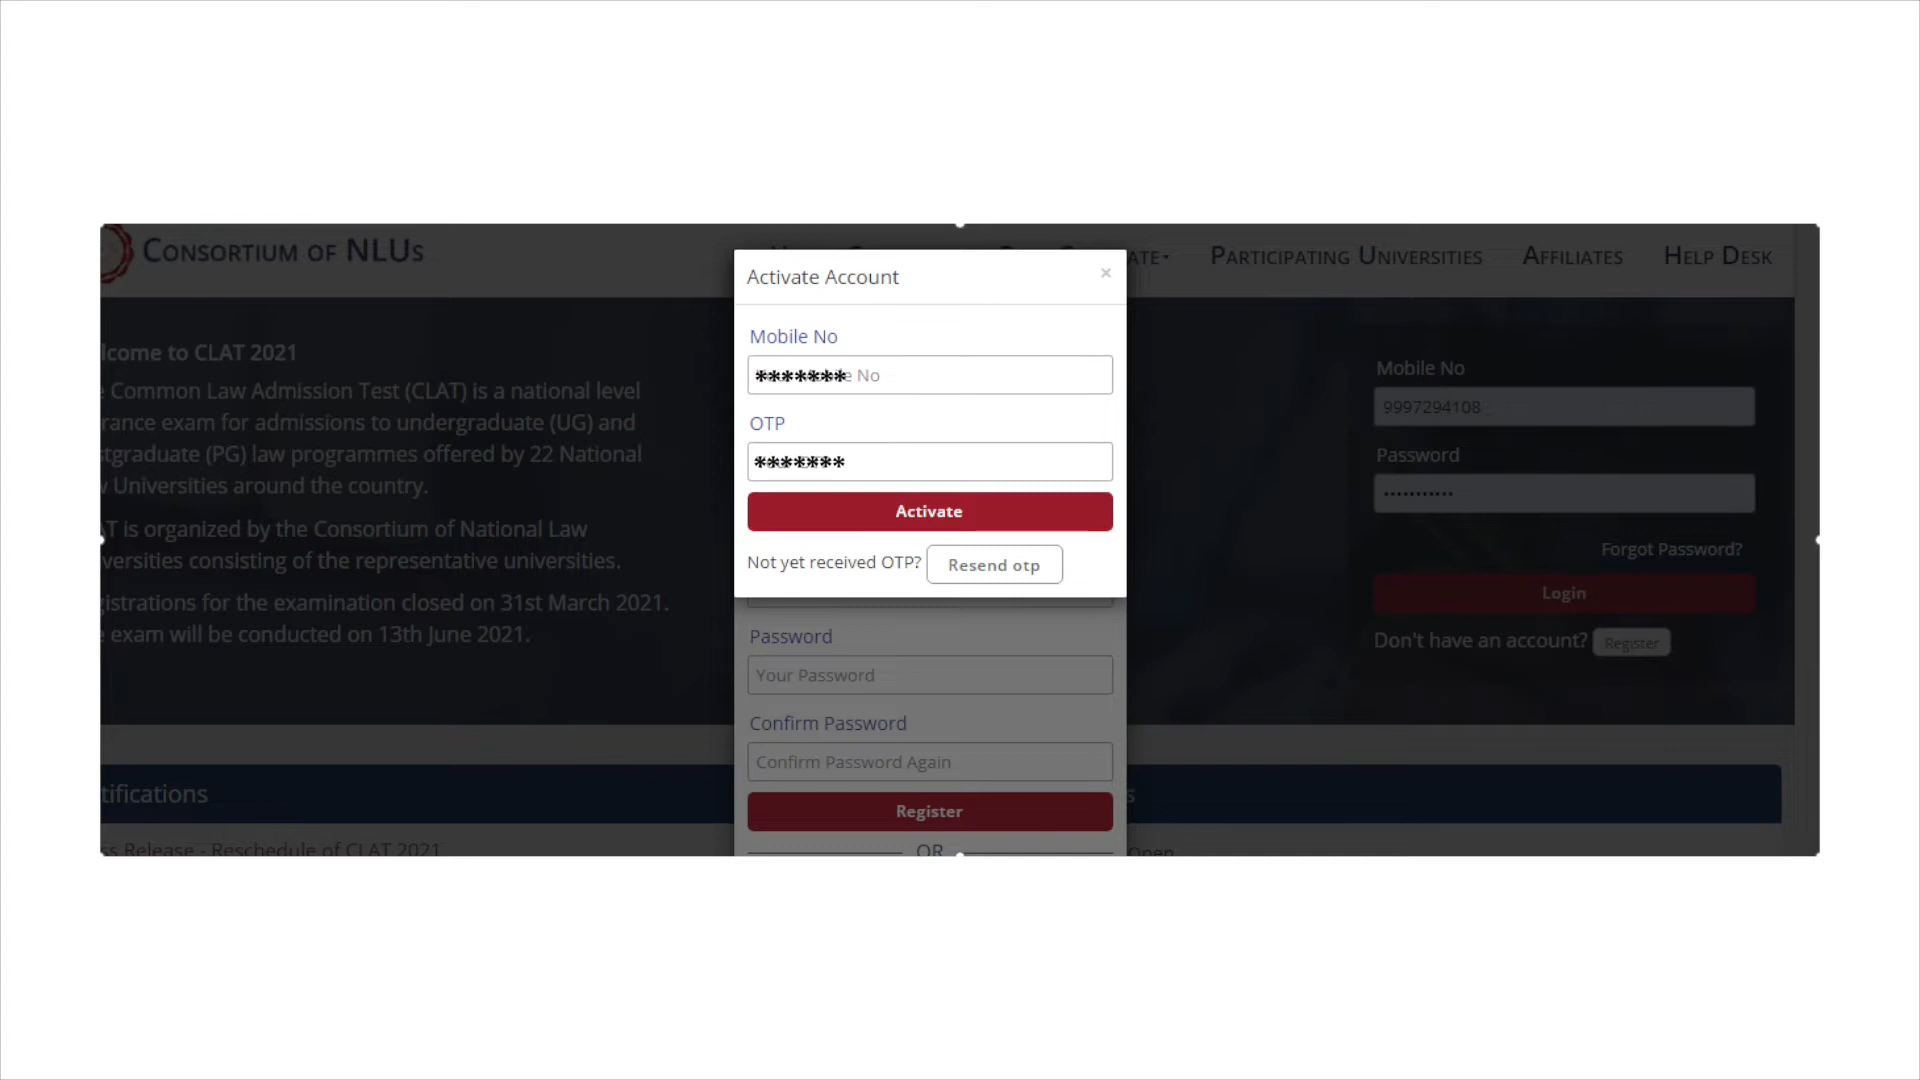 CONSORTIUM OF NLUS
ATE
PARTICIPATING UNIVERSITIES
AFFILIATES
HELP DESK
Activate Account
×
Mobile No
******* No
OTP
*******
Activate
Not yet received OTP? Resend otp
lcome to CLAT 2021
Common Law Admission Test (CLAT) is a national level
rance exam for admissions to undergraduate (UG) and
tgraduate (PG) law programmes offered by 22 National
Universities around the country.
T is organized by the Consortium of National Law
versities consisting of the representative universities.
istrations for the examination closed on 31st March 2021.
exam will be conducted on 13th June 2021.
Mobile No
9997294108
Password
•••••••••••
Forgot Password?
Login
Don't have an account? Register
Password
Your Password
Confirm Password
Confirm Password Again
Register
OR
tifications
s
ss Release - Reschedule of CLAT 2021
Open